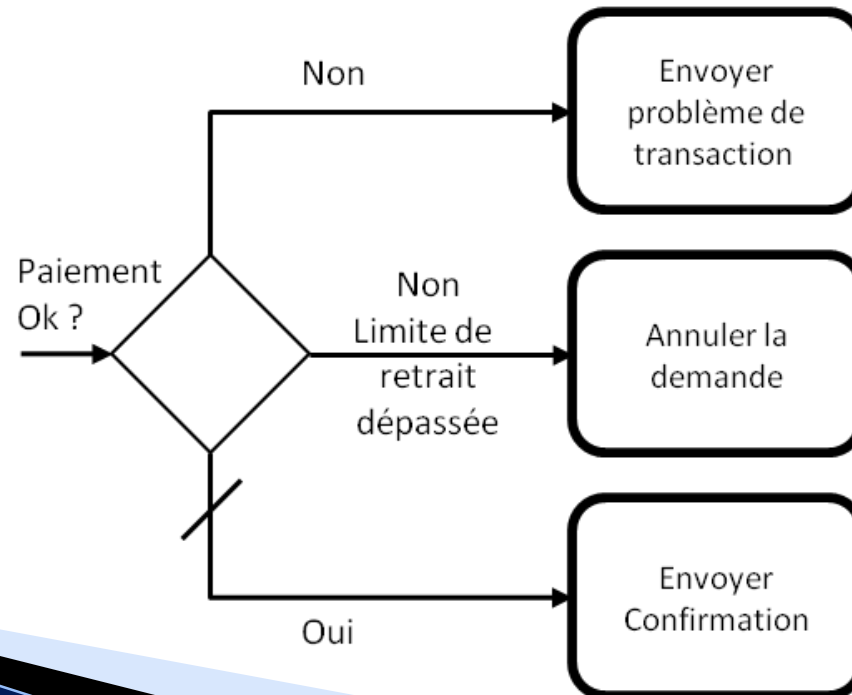 Non
Envoyer
problème de
transaction
Paiement
Ok ?
Non
Limite de
retrait
dépassée
Annuler la
demande
Oui
Envoyer
Confirmation